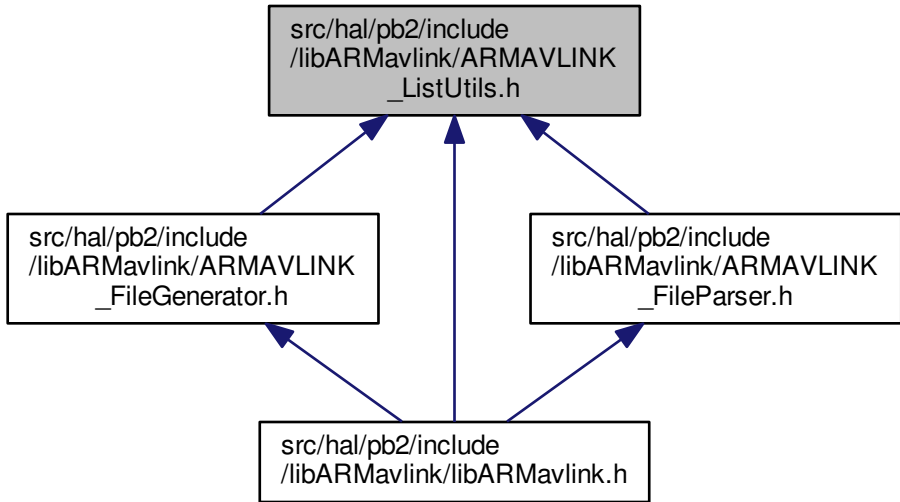 src/hal/pb2/include
/libARMavlink/ARMAVLINK
_ListUtils.h
src/hal/pb2/include
/libARMavlink/ARMAVLINK
_FileGenerator.h
src/hal/pb2/include
/libARMavlink/ARMAVLINK
_FileParser.h
src/hal/pb2/include
/libARMavlink/libARMavlink.h